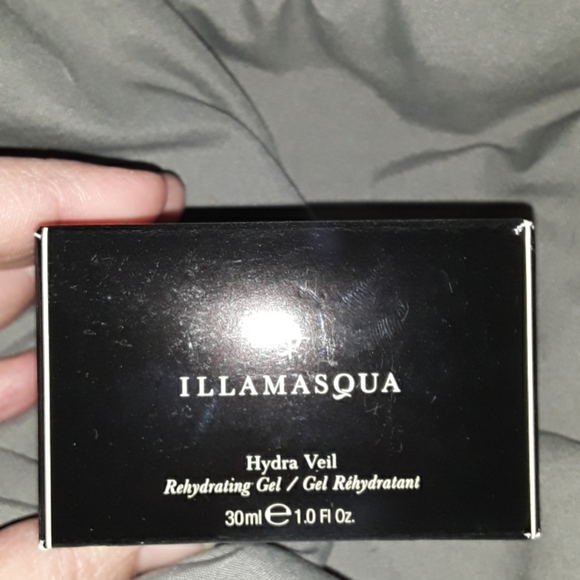 ILLAMASQUA
Hydra Veil
Rehydrating Gel / Gel Réhydratant
30ml ℮ 1.0 Fl Oz.